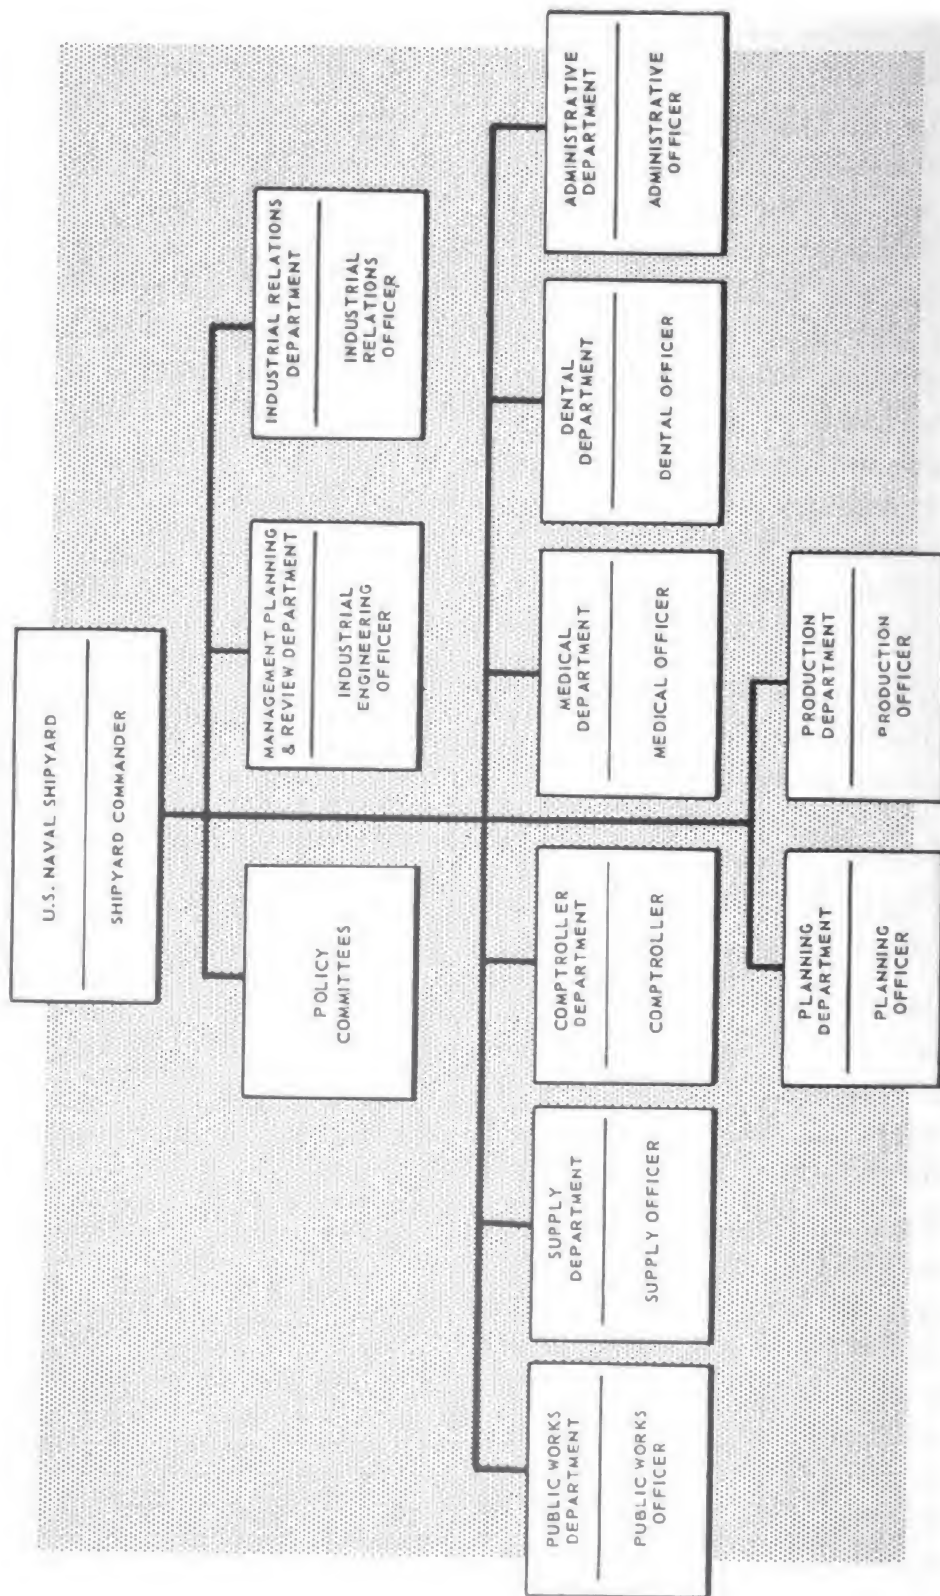 U.S. NAVAL SHIPYARD
SHIPYARD COMMANDER
POLICY
COMMITTEES
MANAGEMENT PLANNING
& REVIEW DEPARTMENT
INDUSTRIAL
ENGINEERING
OFFICER
INDUSTRIAL RELATIONS
DEPARTMENT
INDUSTRIAL
RELATIONS
OFFICER
PUBLIC WORKS
DEPARTMENT
PUBLIC WORKS
OFFICER
SUPPLY
DEPARTMENT
SUPPLY OFFICER
COMPTROLLER
DEPARTMENT
COMPTROLLER
MEDICAL
DEPARTMENT
MEDICAL OFFICER
DENTAL
DEPARTMENT
DENTAL OFFICER
ADMINISTRATIVE
DEPARTMENT
ADMINISTRATIVE
OFFICER
PLANNING
DEPARTMENT
PLANNING
OFFICER
PRODUCTION
DEPARTMENT
PRODUCTION
OFFICER